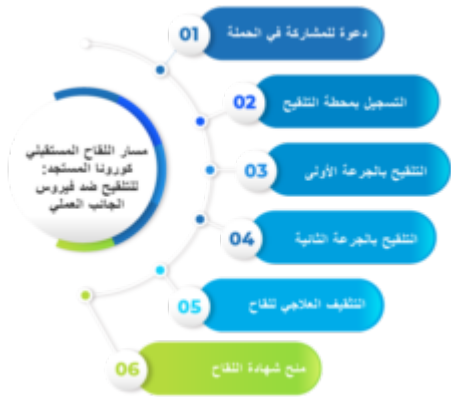 مسار اللقاح المستقبلي
كورونا المستجد:
للتلقيح ضد فيروس
الجانب العملي
01 دعوة للمشاركة في الحملة
02 التسجيل بمحطة التلقيح
03 التلقيح بالجرعة الأولى
04 التلقيح بالجرعة الثانية
05 التثقيف العلاجي للقاح
06 منح شهادة اللقاح